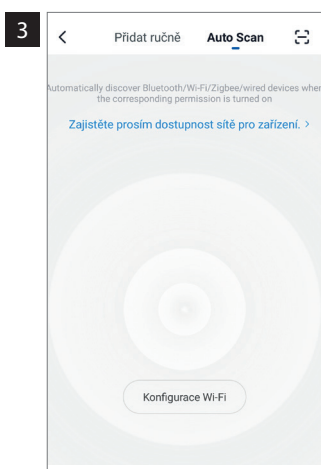 3
Přidat ručně Auto Scan
Automatically discover Bluetooth/Wi-Fi/Zigbee/wired devices when
the corresponding permission is turned on
Zajistěte prosím dostupnost sítě pro zařízení. >
Konfigurace Wi-Fi